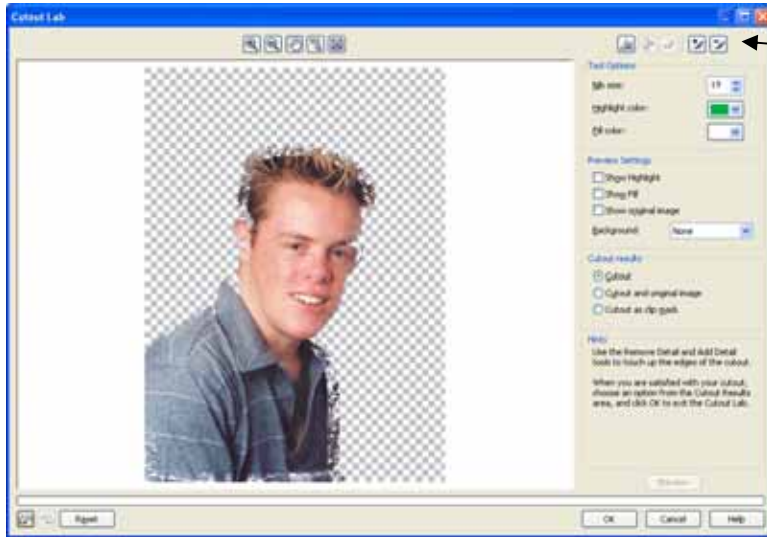 Cutout Lab
Tool Options
Nib size: 19
Highlight color:
Fill color:
Preview Settings
Show Highlight
Show Fill
Show original image
Background: None
Cutout results
Cutout
Cutout and original image
Cutout as clip mask
Hints
Use the Remove Detail and Add Detail
tools to touch up the edges of the cutout.
When you are satisfied with your cutout,
choose an option from the Cutout Results
area, and click OK to exit the Cutout Lab.
Preview
Reset
OK
Cancel
Help